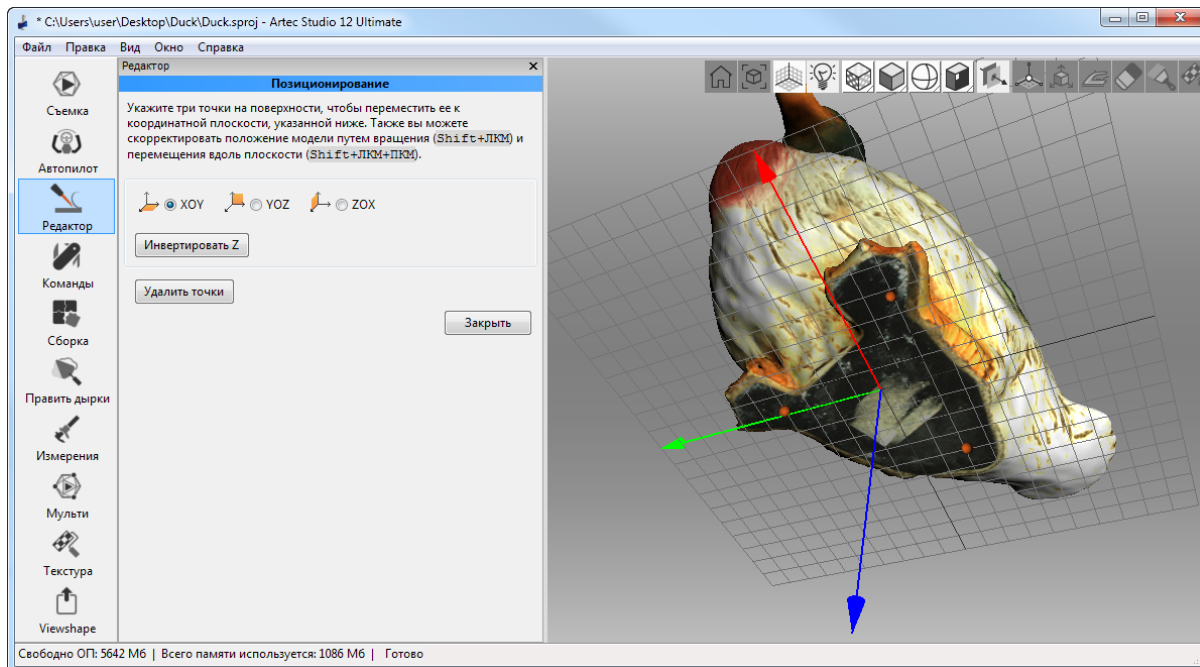 * C:\Users\user\Desktop\Duck\Duck.sproj - Artec Studio 12 Ultimate
Файл Правка Вид Окно Справка
Съемка
Автопилот
Редактор
Команды
Сборка
Править дырки
Измерения
Мульти
Текстура
Viewshape
Редактор
Позиционирование
Укажите три точки на поверхности, чтобы переместить ее к
координатной плоскости, указанной ниже. Также вы можете
скорректировать положение модели путем вращения (Shift+ЛКМ) и
перемещения вдоль плоскости (Shift+ЛКМ+ПКМ).
XOY YOZ ZOX
Инвертировать Z
Удалить точки
Закрыть
Свободно ОП: 5642 Мб | Всего памяти используется: 1086 Мб | Готово